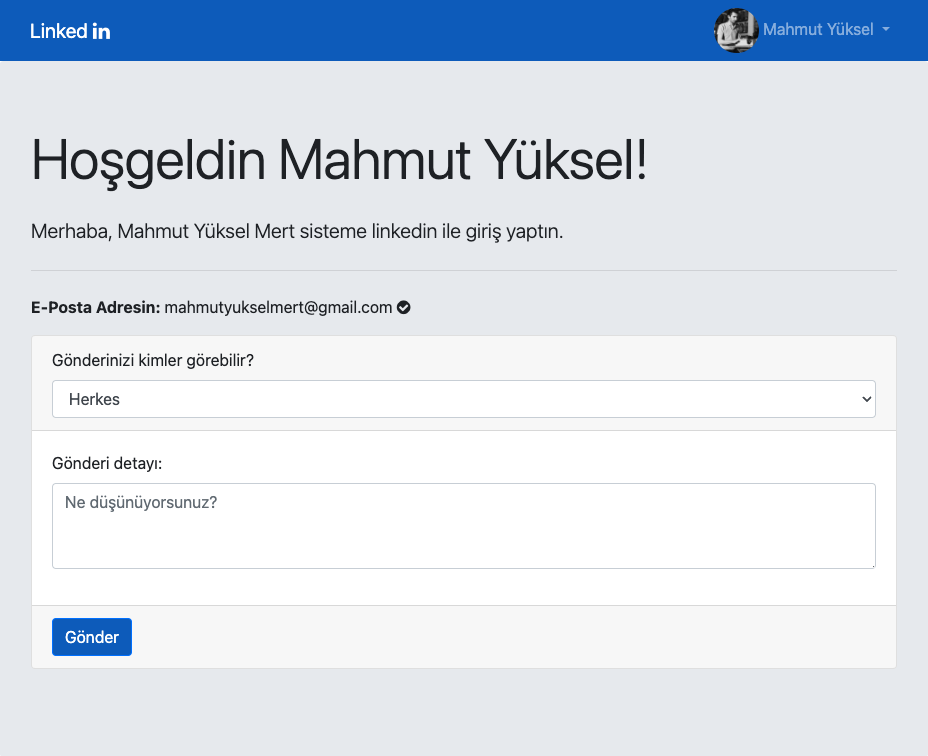 Linked in
Mahmut Yüksel
Hoşgeldin Mahmut Yüksel!
Merhaba, Mahmut Yüksel Mert sisteme linkedin ile giriş yaptın.
E-Posta Adresin: mahmutyukselmert@gmail.com
Gönderinizi kimler görebilir?
Herkes
Gönderi detayı:
Ne düşünüyorsunuz?
Gönder